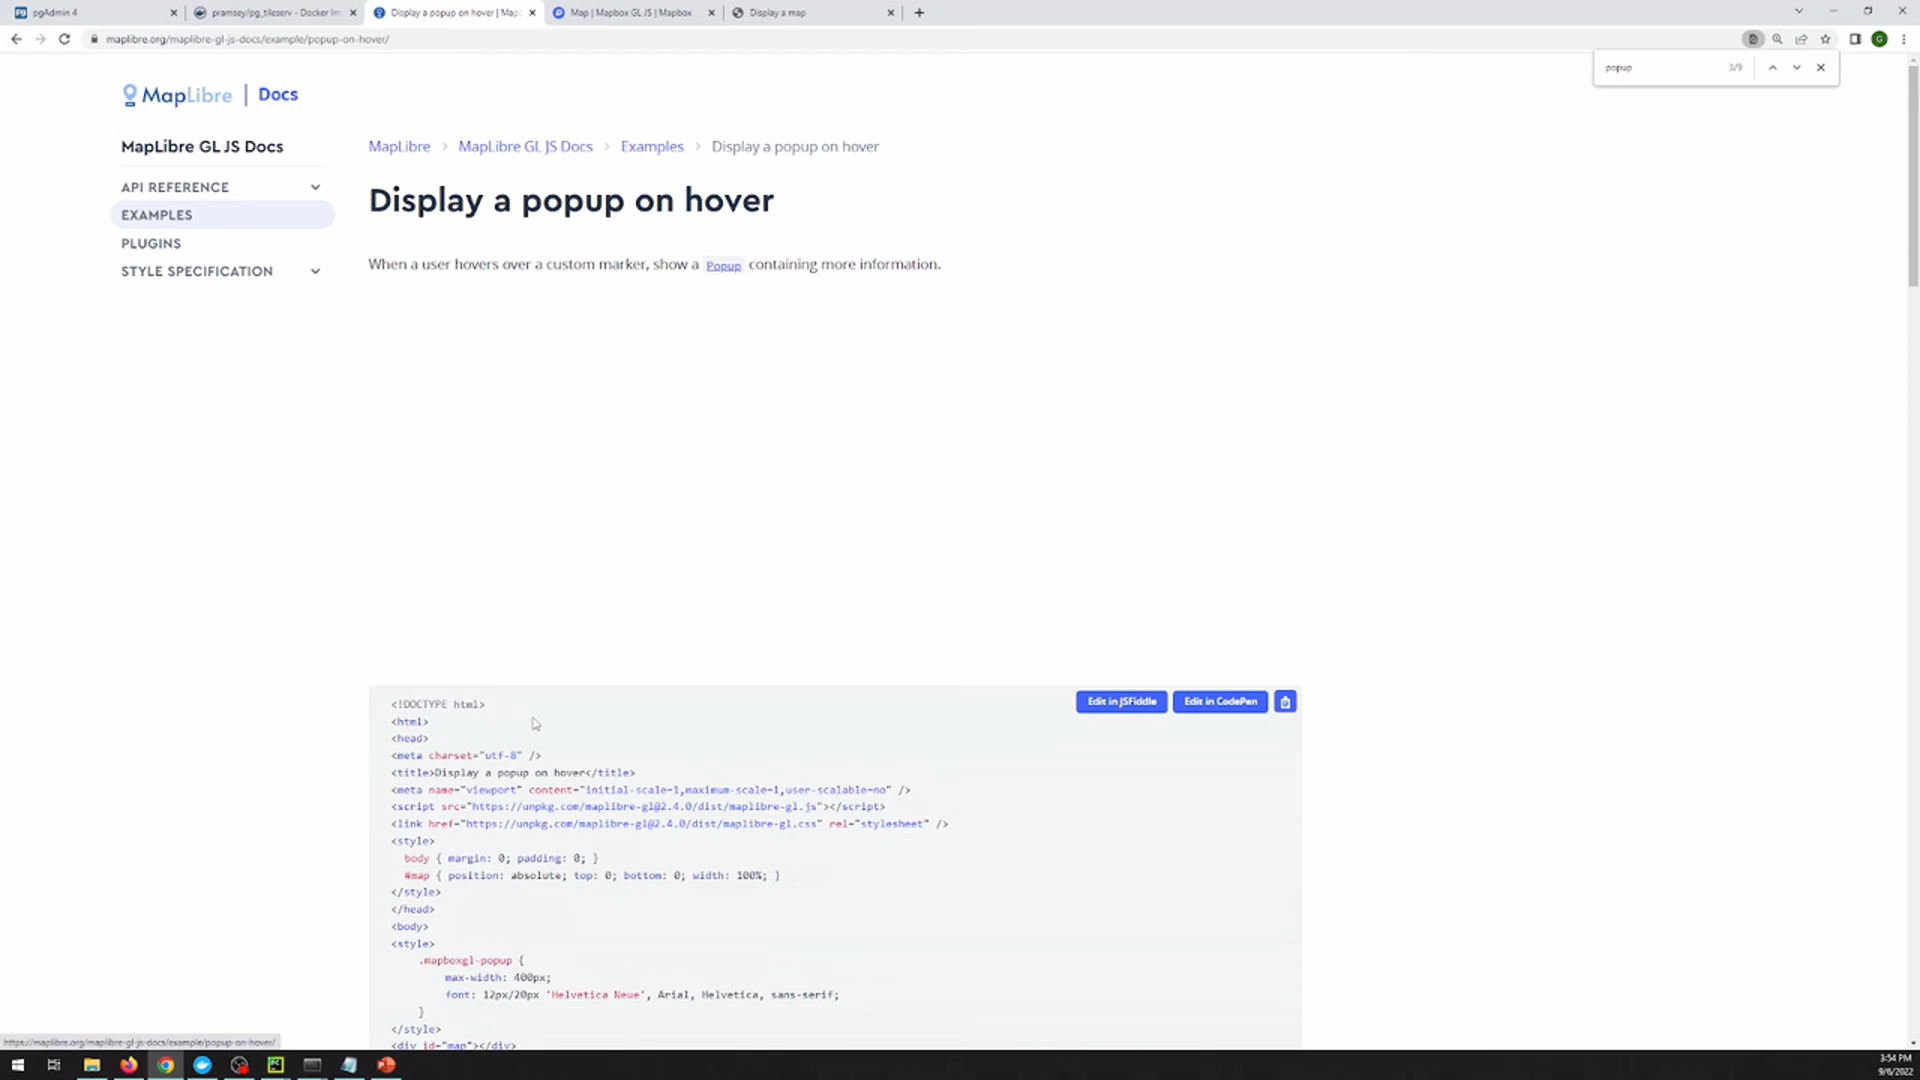 pgAdmin 4
pramsey/pg_tileserv - Docker Im
Display a popup on hover | Map
Map | Mapbox GL JS | Mapbox
Display a map
maplibre.org/maplibre-gl-js-docs/example/popup-on-hover/
popup 3/9
MapLibre | Docs
MapLibre GL JS Docs
API REFERENCE
EXAMPLES
PLUGINS
STYLE SPECIFICATION
MapLibre > MapLibre GL JS Docs > Examples > Display a popup on hover
Display a popup on hover
When a user hovers over a custom marker, show a Popup containing more information.
Edit in JSFiddle
Edit in CodePen
<!DOCTYPE html>
<html>
<head>
<meta charset="utf-8" />
<title>Display a popup on hover</title>
<meta name="viewport" content="initial-scale=1,maximum-scale=1,user-scalable=no" />
<script src="https://unpkg.com/maplibre-gl@2.4.0/dist/maplibre-gl.js"></script>
<link href="https://unpkg.com/maplibre-gl@2.4.0/dist/maplibre-gl.css" rel="stylesheet" />
<style>
body { margin: 0; padding: 0; }
#map { position: absolute; top: 0; bottom: 0; width: 100%; }
</style>
</head>
<body>
<style>
.mapboxgl-popup {
max-width: 400px;
font: 12px/20px 'Helvetica Neue', Arial, Helvetica, sans-serif;
}
</style>
<div id="map"></div>
https://maplibre.org/maplibre-gl-js-docs/example/popup-on-hover/
3:54 PM
9/6/2022